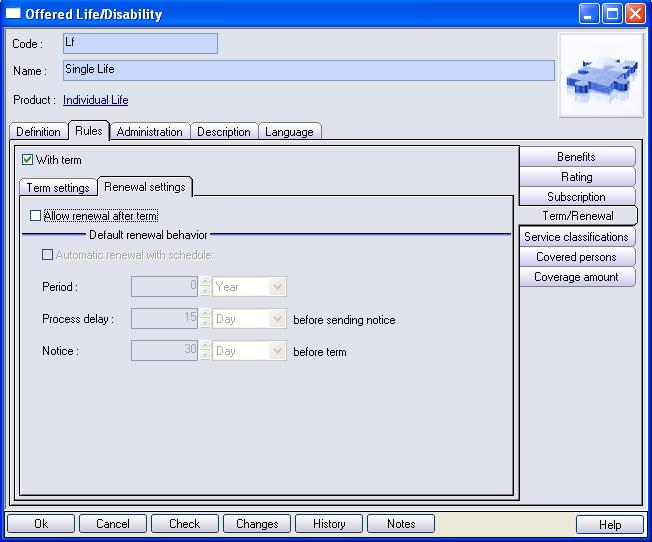 Offered Life/Disability
Code : Lf
Name : Single Life
Product : Individual Life
Definition Rules Administration Description Language
With term
Term settings Renewal settings
Allow renewal after term
Default renewal behavior
Automatic renewal with schedule:
Period : 0 Year
Process delay : 15 Day before sending notice
Notice : 30 Day before term
Benefits
Rating
Subscription
Term/Renewal
Service classifications
Covered persons
Coverage amount
Ok Cancel Check Changes History Notes Help